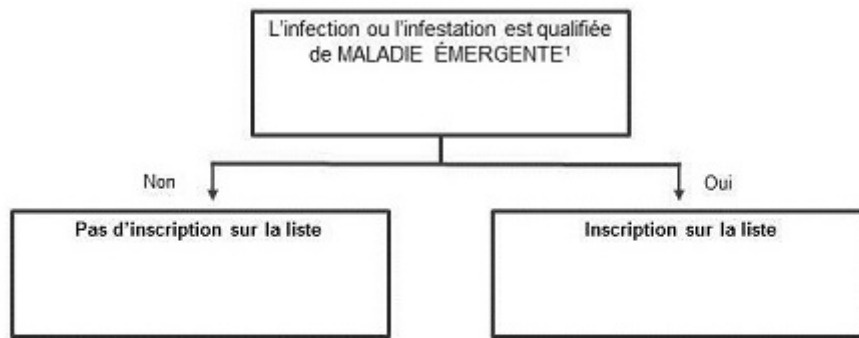 L'infection ou l'infestation est qualifiée
de MALADIE ÉMERGENTE¹
Non
Oui
Pas d'inscription sur la liste
Inscription sur la liste